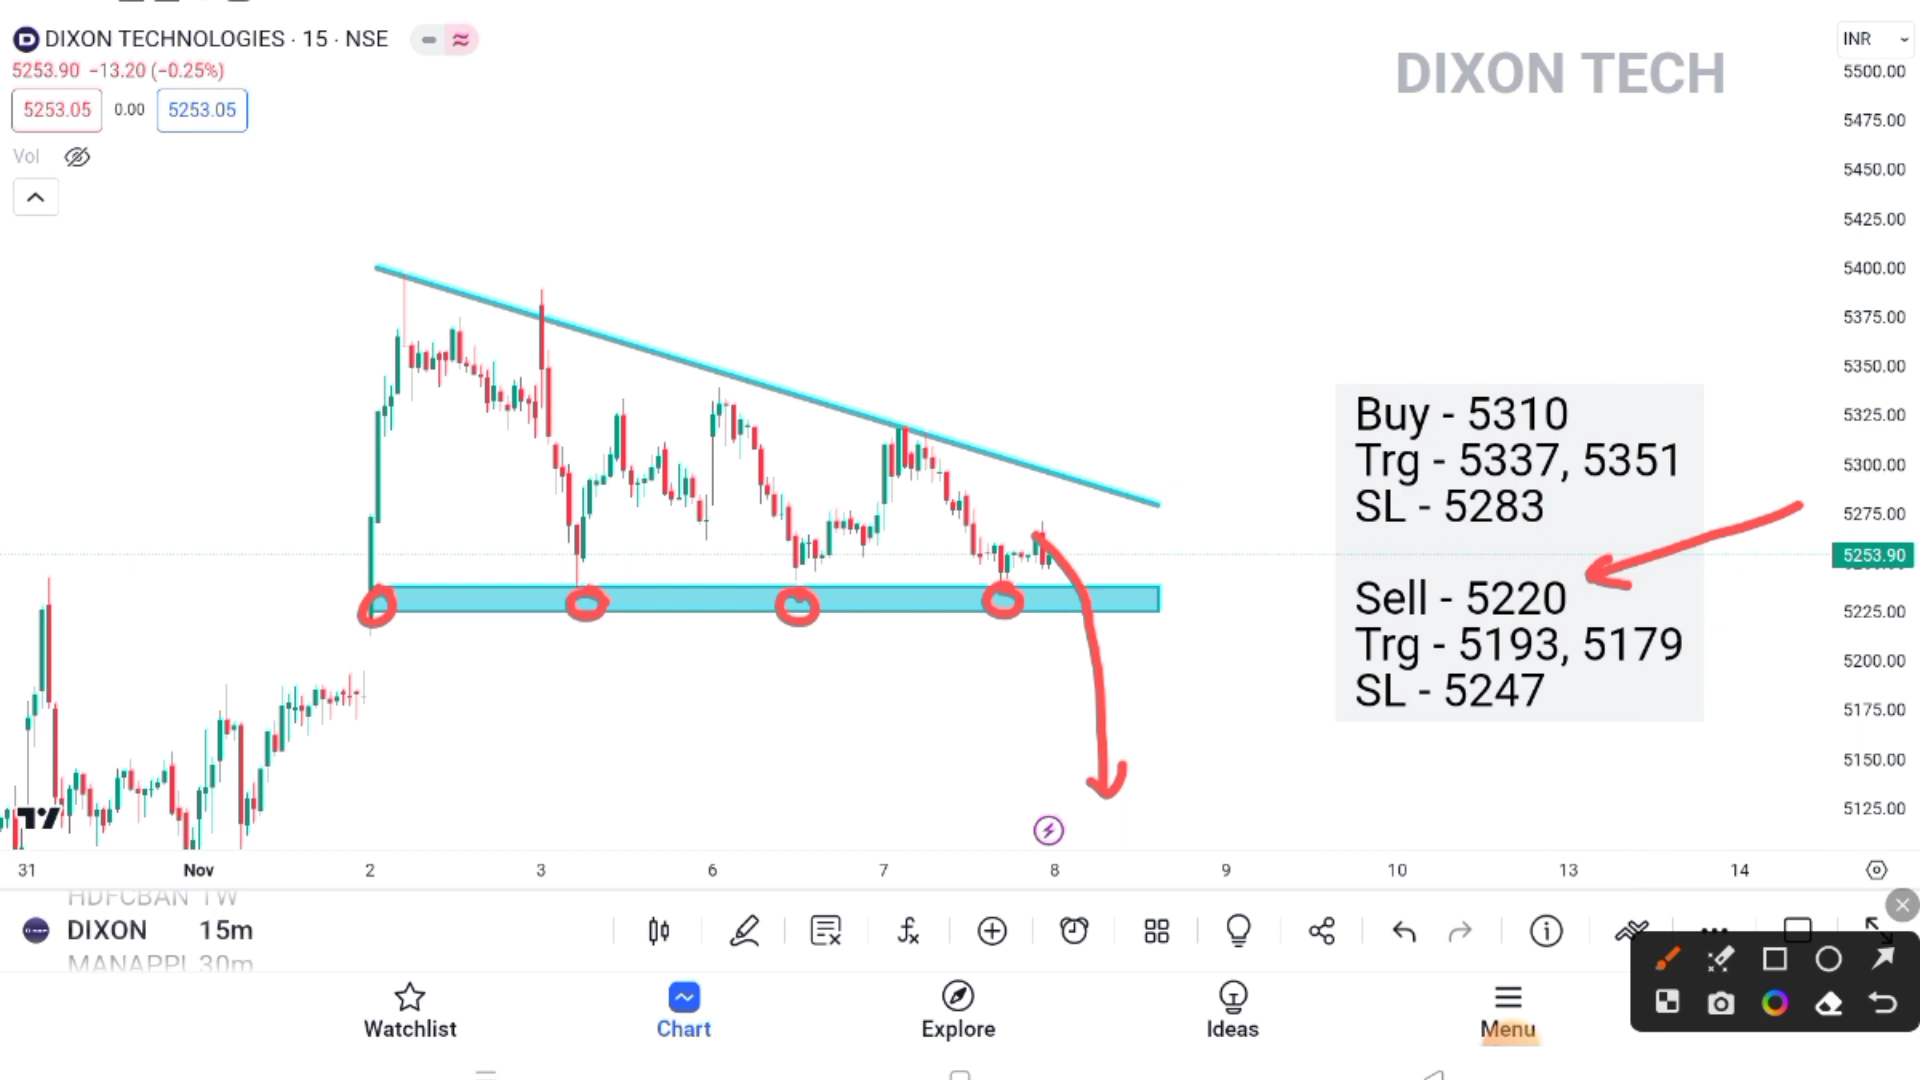 DIXON TECHNOLOGIES · 15 · NSE
5253.90 −13.20 (−0.25%)
5253.05 0.00 5253.05
Vol
DIXON TECH
INR
5500.00
5475.00
5450.00
5425.00
5400.00
5375.00
5350.00
5325.00
5300.00
5275.00
5253.90
5225.00
5200.00
5175.00
5150.00
5125.00
Buy - 5310
Trg - 5337, 5351
SL - 5283
Sell - 5220
Trg - 5193, 5179
SL - 5247
31 Nov 2 3 6 7 8 9 10 13 14
HDFCBAN 1W
DIXON 15m
MANAPPL 30m
Watchlist Chart Explore Ideas Menu